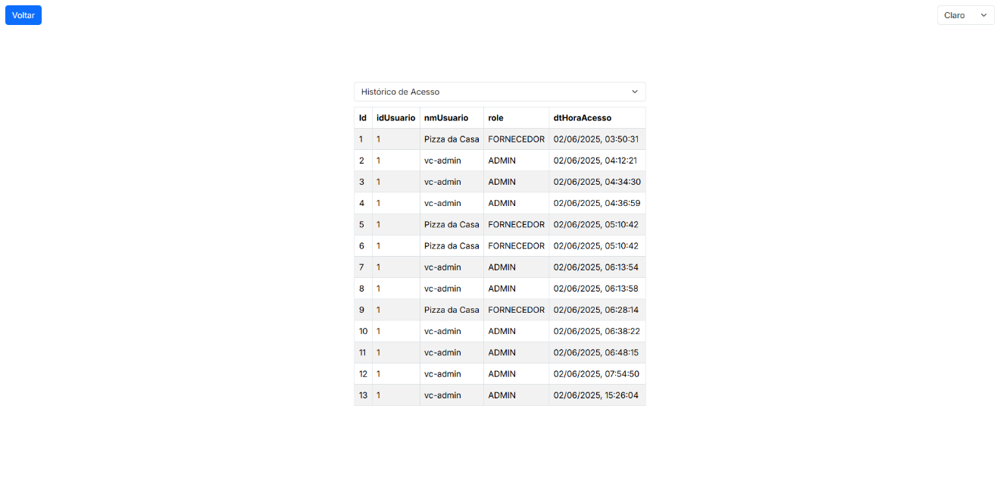 Voltar Claro
Histórico de Acesso
Id idUsuario nmUsuario role dtHoraAcesso
1 1 Pizza da Casa FORNECEDOR 02/06/2025, 03:50:31
2 1 vc-admin ADMIN 02/06/2025, 04:12:21
3 1 vc-admin ADMIN 02/06/2025, 04:34:30
4 1 vc-admin ADMIN 02/06/2025, 04:36:59
5 1 Pizza da Casa FORNECEDOR 02/06/2025, 05:10:42
6 1 Pizza da Casa FORNECEDOR 02/06/2025, 05:10:42
7 1 vc-admin ADMIN 02/06/2025, 06:13:54
8 1 vc-admin ADMIN 02/06/2025, 06:13:58
9 1 Pizza da Casa FORNECEDOR 02/06/2025, 06:28:14
10 1 vc-admin ADMIN 02/06/2025, 06:38:22
11 1 vc-admin ADMIN 02/06/2025, 06:48:15
12 1 vc-admin ADMIN 02/06/2025, 07:54:50
13 1 vc-admin ADMIN 02/06/2025, 15:26:04